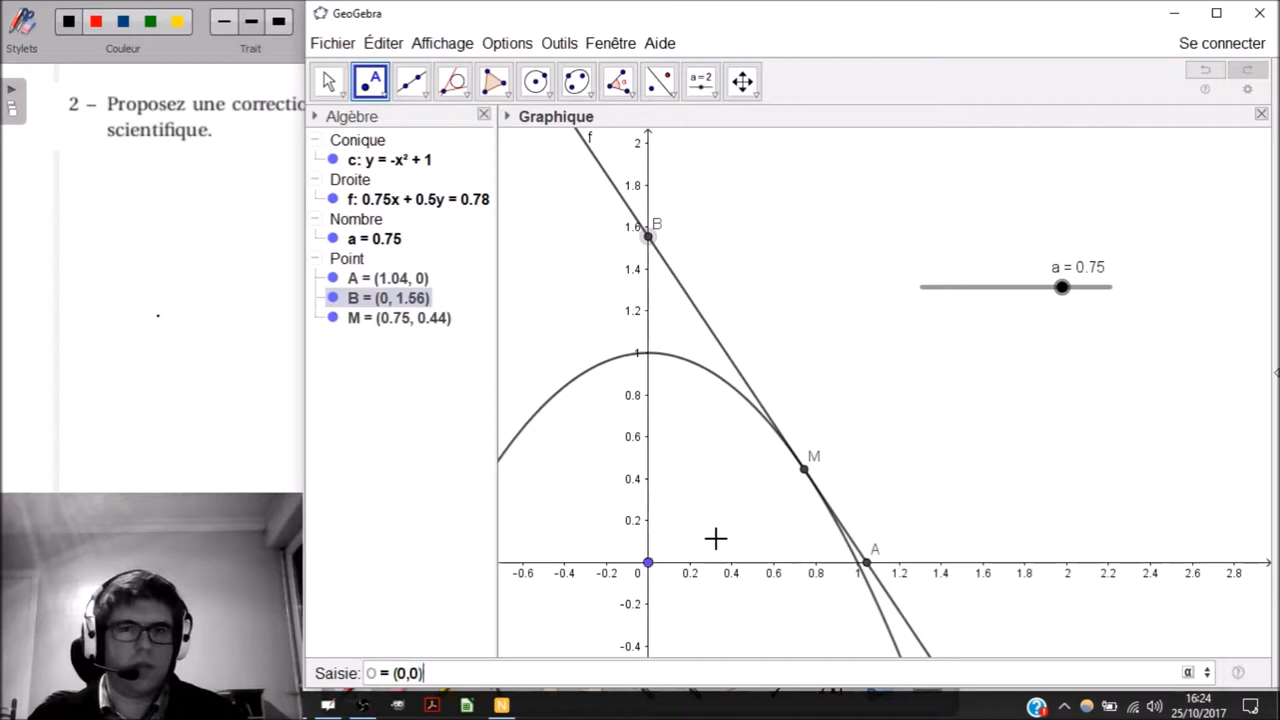 Stylets
Couleur
Trait
2 – Proposez une correctio
scientifique.
GeoGebra
Fichier Éditer Affichage Options Outils Fenêtre Aide
Se connecter
A
a=2
Algèbre
Graphique
Conique
c: y = -x² + 1
Droite
f: 0.75x + 0.5y = 0.78
Nombre
a = 0.75
Point
A = (1.04, 0)
B = (0, 1.56)
M = (0.75, 0.44)
f
2
1.8
1.6
B
1.4
1.2
1
0.8
0.6
0.4
0.2
-0.2
-0.4
a = 0.75
M
A
-0.6 -0.4 -0.2 0 0.2 0.4 0.6 0.8 1 1.2 1.4 1.6 1.8 2 2.2 2.4 2.6 2.8
Saisie: O = (0,0)
α
16:24
25/10/2017